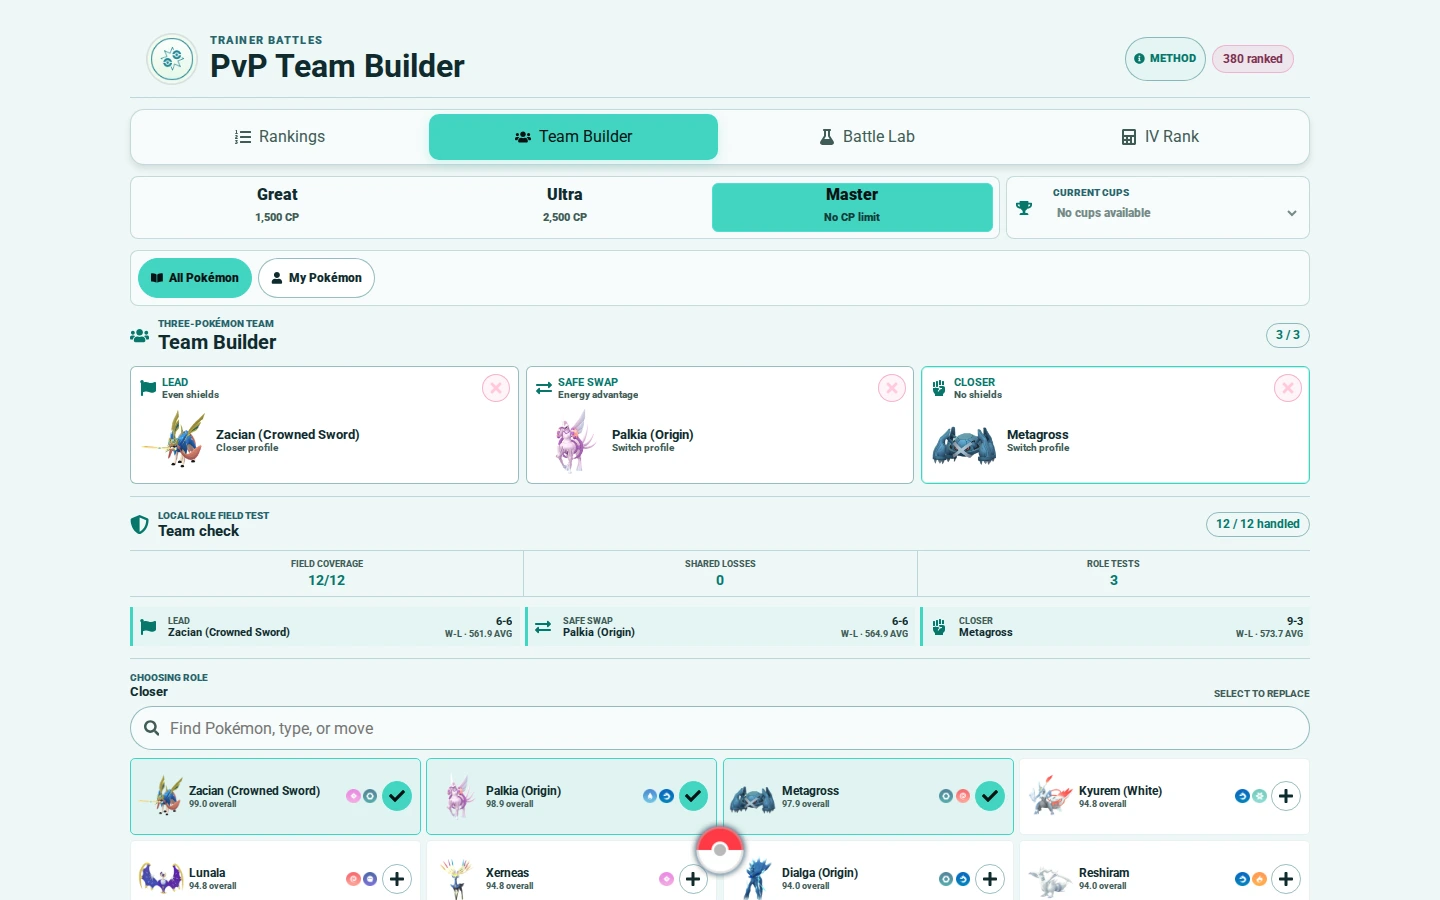 TRAINER BATTLES
PvP Team Builder
METHOD
380 ranked
Rankings
Team Builder
Battle Lab
IV Rank
Great
1,500 CP
Ultra
2,500 CP
Master
No CP limit
CURRENT CUPS
No cups available
All Pokémon
My Pokémon
THREE-POKÉMON TEAM
Team Builder
3 / 3
LEAD
Even shields
Zacian (Crowned Sword)
Closer profile
SAFE SWAP
Energy advantage
Palkia (Origin)
Switch profile
CLOSER
No shields
Metagross
Switch profile
LOCAL ROLE FIELD TEST
Team check
12 / 12 handled
FIELD COVERAGE
12/12
SHARED LOSSES
0
ROLE TESTS
3
LEAD
Zacian (Crowned Sword)
6-6
W-L · 561.9 AVG
SAFE SWAP
Palkia (Origin)
6-6
W-L · 564.9 AVG
CLOSER
Metagross
9-3
W-L · 573.7 AVG
CHOOSING ROLE
Closer
SELECT TO REPLACE
Find Pokémon, type, or move
Zacian (Crowned Sword)
99.0 overall
Palkia (Origin)
98.9 overall
Metagross
97.9 overall
Kyurem (White)
94.8 overall
Lunala
94.8 overall
Xerneas
94.8 overall
Dialga (Origin)
94.0 overall
Reshiram
94.0 overall